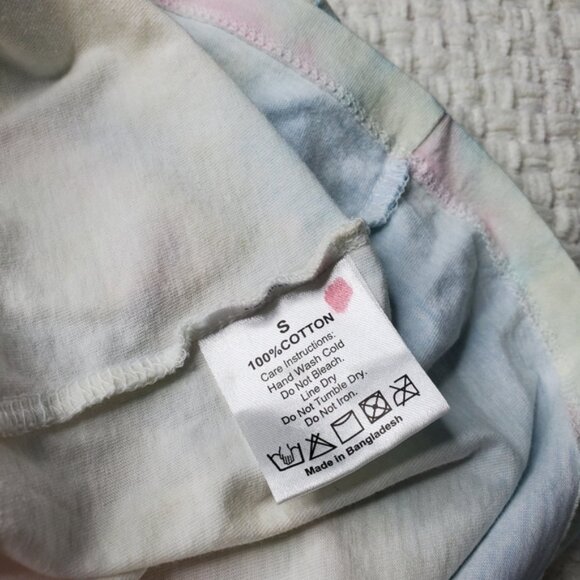 S
100%COTTON
Care Instructions:
Hand Wash Cold
Do Not Bleach.
Line Dry
Do Not Tumble Dry.
Do Not Iron.
Made in Bangladesh